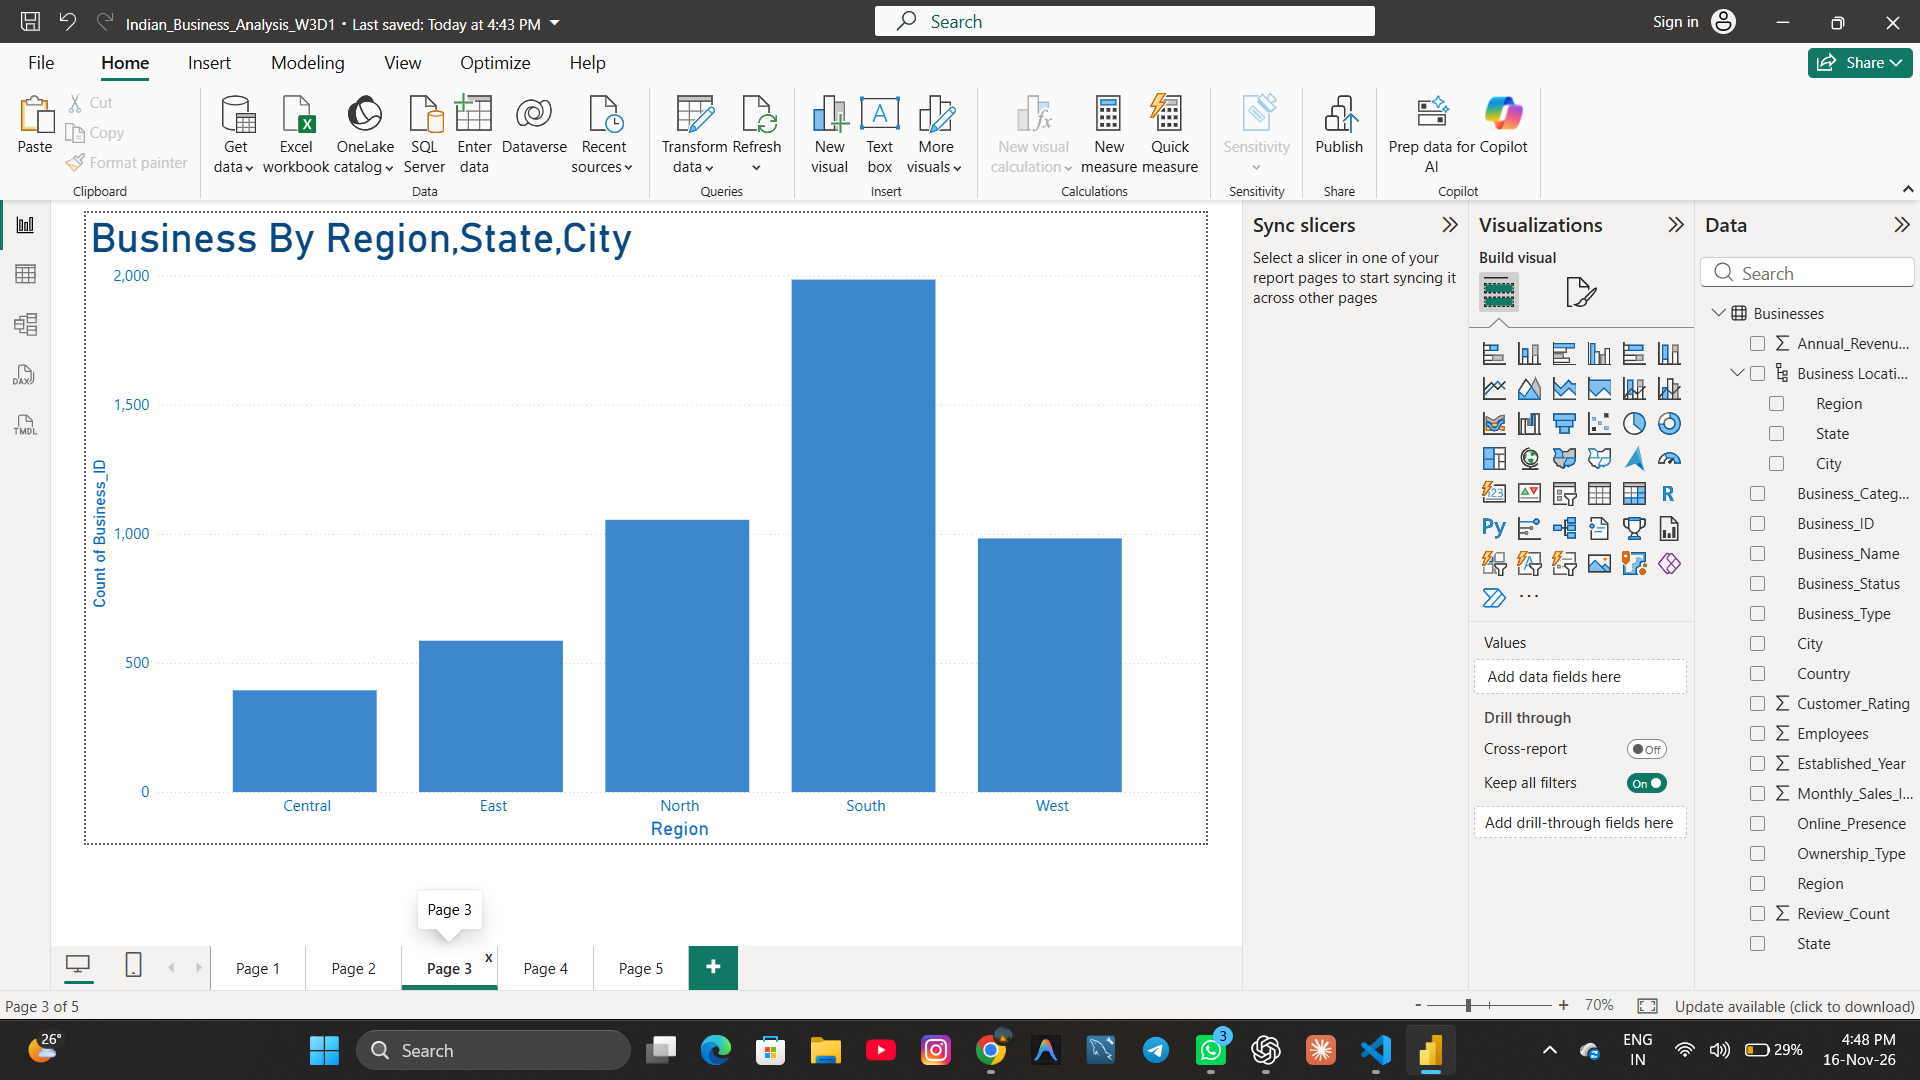 Indian_Business_Analysis_W3D1 • Last saved: Today at 4:43 PM
Search
Sign in
File
Home
Insert
Modeling
View
Optimize
Help
Share
Paste
Cut
Copy
Format painter
Clipboard
Get data
Excel workbook
OneLake catalog
SQL Server
Enter data
Dataverse
Recent sources
Data
Transform data
Refresh
Queries
New visual
Text box
More visuals
Insert
New visual calculation
New measure
Quick measure
Calculations
Sensitivity
Sensitivity
Publish
Share
Prep data for AI
Copilot
Copilot
Business By Region,State,City
2,000
1,500
1,000
500
0
Count of Business_ID
Central
East
North
South
West
Region
Sync slicers
Select a slicer in one of your
report pages to start syncing it
across other pages
Visualizations
Build visual
123
R
Py
Values
Add data fields here
Drill through
Cross-report
Off
Keep all filters
On
Add drill-through fields here
Data
Search
Businesses
Annual_Revenu...
Business Locati...
Region
State
City
Business_Categ...
Business_ID
Business_Name
Business_Status
Business_Type
City
Country
Customer_Rating
Employees
Established_Year
Monthly_Sales_I...
Online_Presence
Ownership_Type
Region
Review_Count
State
DAX
TMDL
Page 3
Page 1
Page 2
Page 3
x
Page 4
Page 5
+
Page 3 of 5
- + 70%
Update available (click to download)
26°
Search
3
ENG
IN
29%
4:48 PM
16-Nov-26